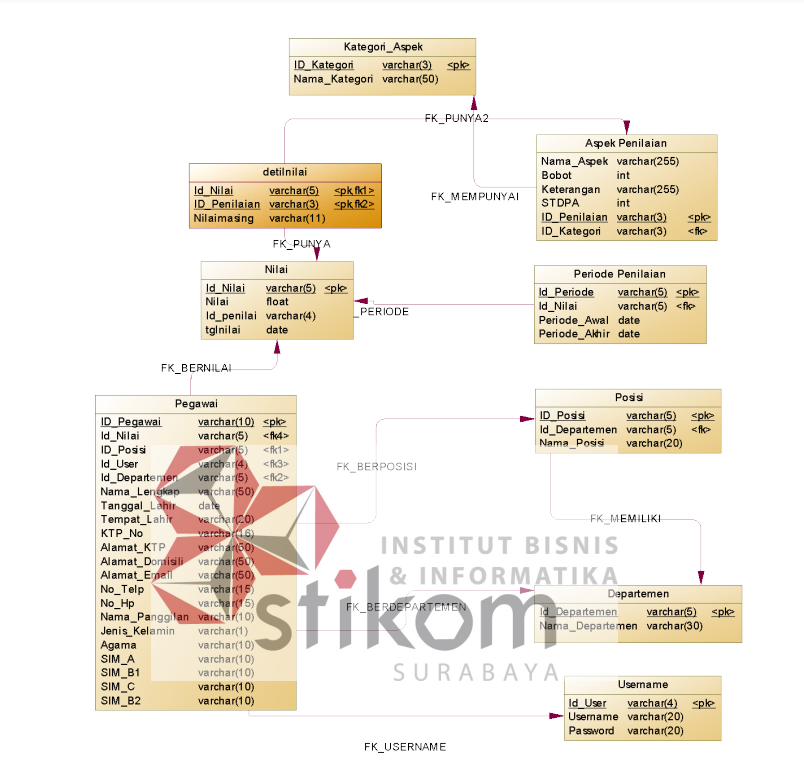 Kategori_Aspek
ID_Kategori varchar(3) <pk>
Nama_Kategori varchar(50)
FK_PUNYA2
Aspek Penilaian
Nama_Aspek varchar(255)
Bobot int
Keterangan varchar(255)
STDPA int
ID_Penilaian varchar(3) <pk>
ID_Kategori varchar(3) <fk>
FK_MEMPUNYAI
detilnilai
Id_Nilai varchar(5) <pk,fk1>
ID_Penilaian varchar(3) <pk,fk2>
Nilaimasing varchar(11)
FK_PUNYA
Nilai
Id_Nilai varchar(5) <pk>
Nilai float
Id_penilai varchar(4)
tglnilai date
_PERIODE
Periode Penilaian
Id_Periode varchar(5) <pk>
Id_Nilai varchar(5) <fk>
Periode_Awal date
Periode_Akhir date
FK_BERNILAI
Pegawai
ID_Pegawai varchar(10) <pk>
Id_Nilai varchar(5) <fk4>
ID_Posisi varchar(5) <fk1>
Id_User varchar(4) <fk3>
Id_Departemen varchar(5) <fk2>
Nama_Lengkap varchar(50)
Tanggal_Lahir date
Tempat_Lahir varchar(20)
KTP_No varchar(16)
Alamat_KTP varchar(50)
Alamat_Domisili varchar(50)
Alamat_Email varchar(50)
No_Telp varchar(15)
No_Hp varchar(15)
Nama_Panggilan varchar(10)
Jenis_Kelamin varchar(1)
Agama varchar(10)
SIM_A varchar(10)
SIM_B1 varchar(10)
SIM_C varchar(10)
SIM_B2 varchar(10)
FK_BERPOSISI
Posisi
ID_Posisi varchar(5) <pk>
Id_Departemen varchar(5) <fk>
Nama_Posisi varchar(20)
FK_MEMILIKI
INSTITUT BISNIS
& INFORMATIKA
stikom
SURABAYA
FK_BERDEPARTEMEN
Departemen
Id_Departemen varchar(5) <pk>
Nama_Departemen varchar(30)
Username
Id_User varchar(4) <pk>
Username varchar(20)
Password varchar(20)
FK_USERNAME